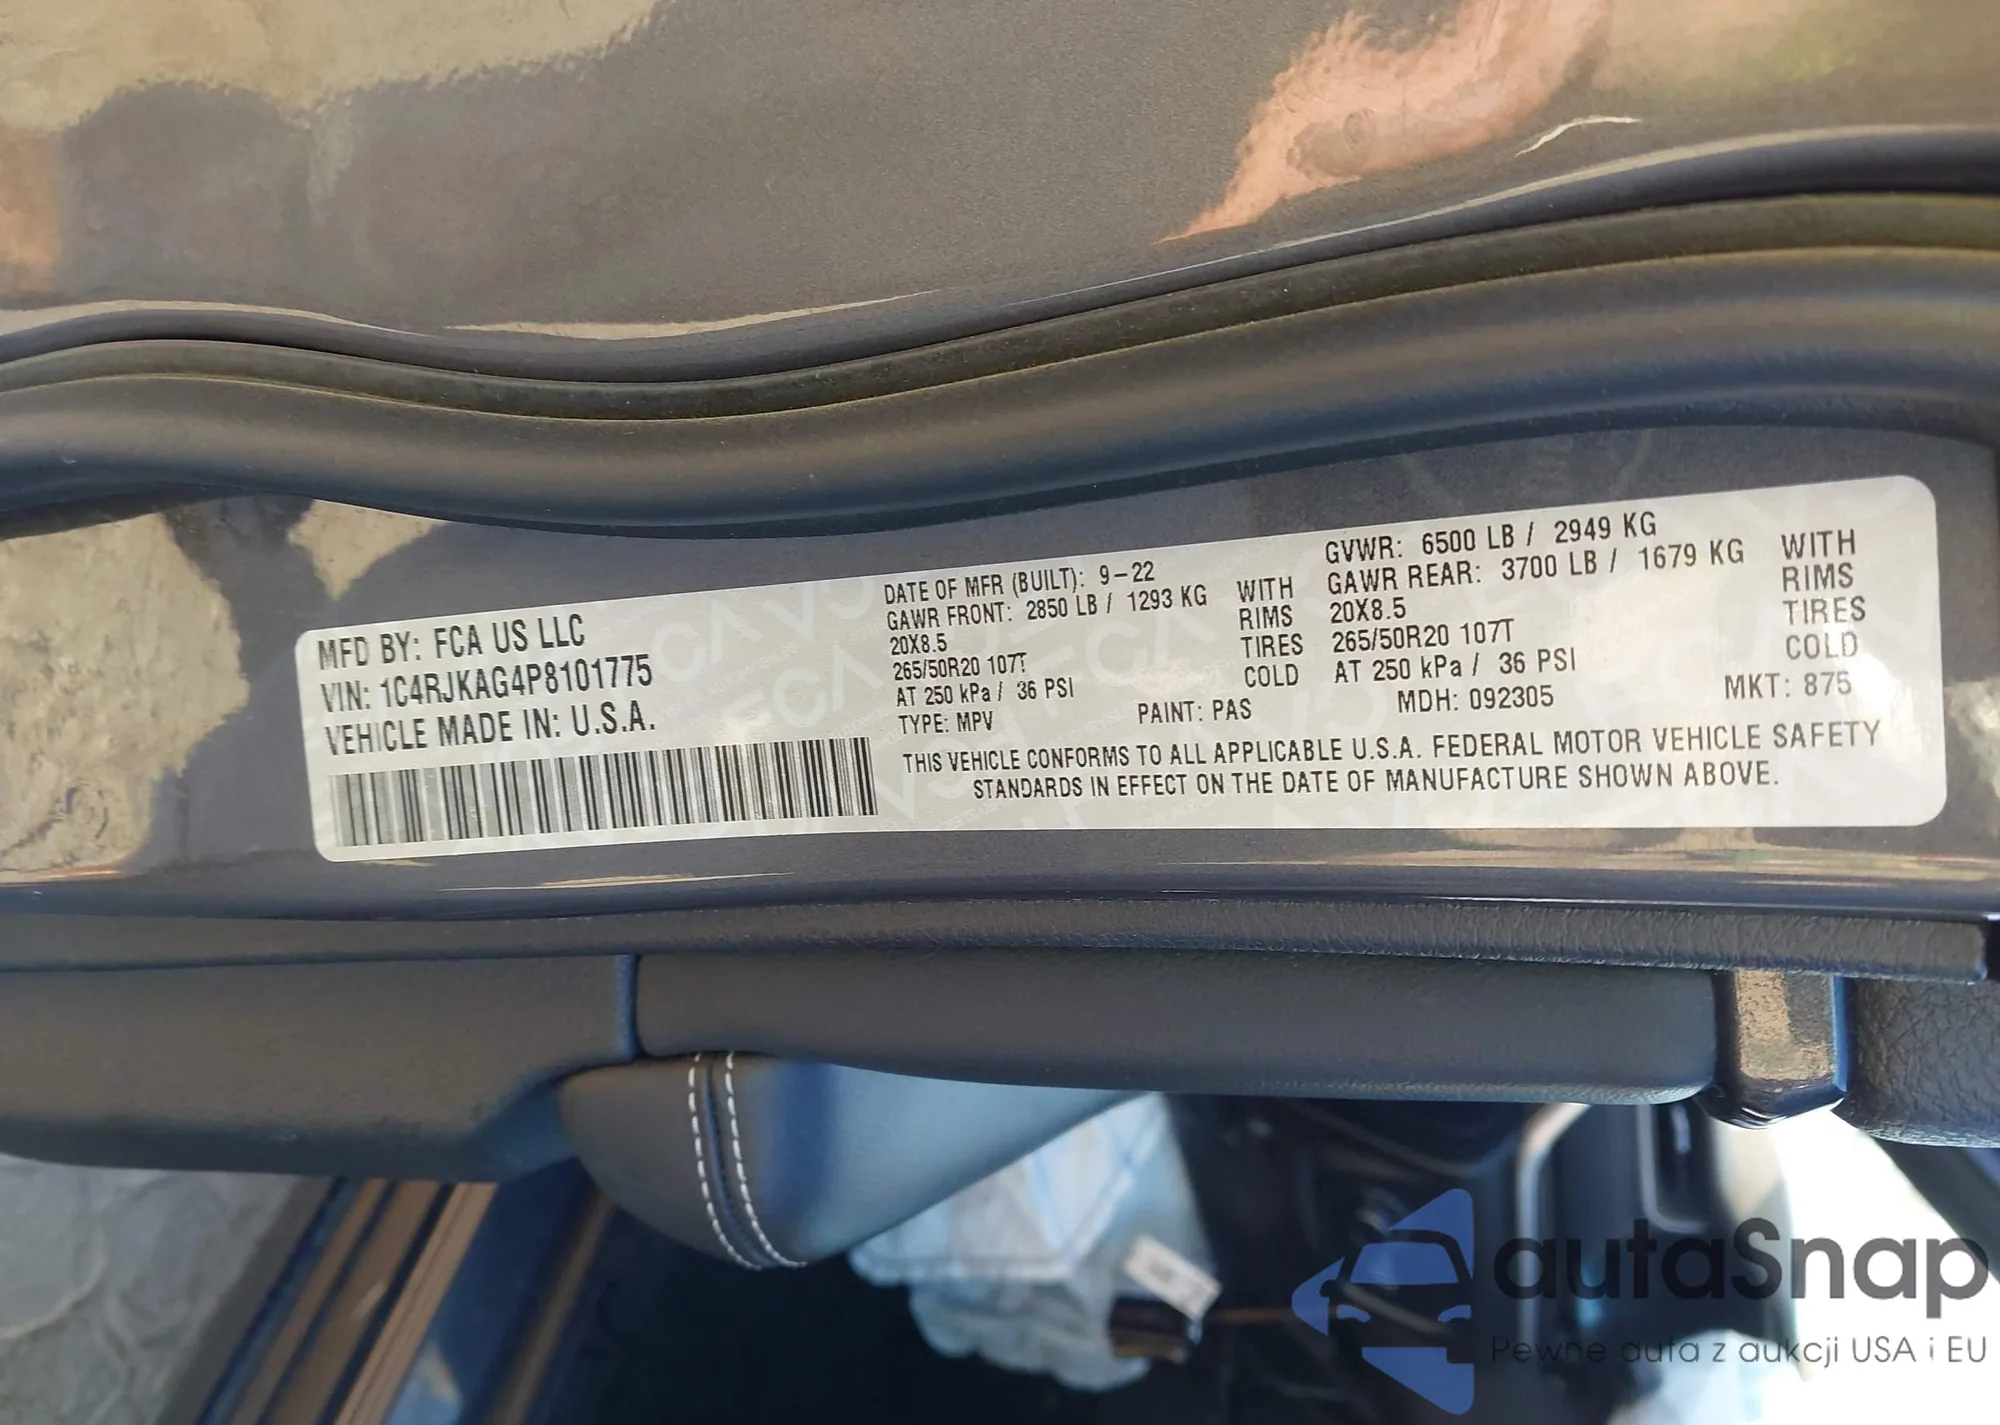 MFD BY: FCA US LLC
VIN: 1C4RJKAG4P8101775
VEHICLE MADE IN: U.S.A.
DATE OF MFR (BUILT): 9-22
GAWR FRONT: 2850 LB / 1293 KG WITH
20X8.5 RIMS
265/50R20 107T TIRES
AT 250 kPa / 36 PSI COLD
TYPE: MPV
GVWR: 6500 LB / 2949 KG
GAWR REAR: 3700 LB / 1679 KG WITH
20X8.5 RIMS
265/50R20 107T TIRES
AT 250 kPa / 36 PSI COLD
PAINT: PAS MDH: 092305 MKT: 875
THIS VEHICLE CONFORMS TO ALL APPLICABLE U.S.A. FEDERAL MOTOR VEHICLE SAFETY
STANDARDS IN EFFECT ON THE DATE OF MANUFACTURE SHOWN ABOVE.
autaSnap
Pewne auta z aukcji USA i EU